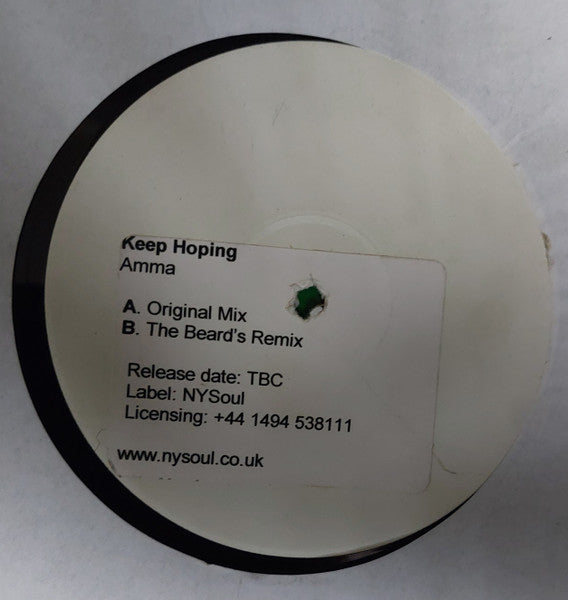 Keep Hoping
Amma
A. Original Mix
B. The Beard's Remix
Release date: TBC
Label: NYSoul
Licensing: +44 1494 538111
www.nysoul.co.uk